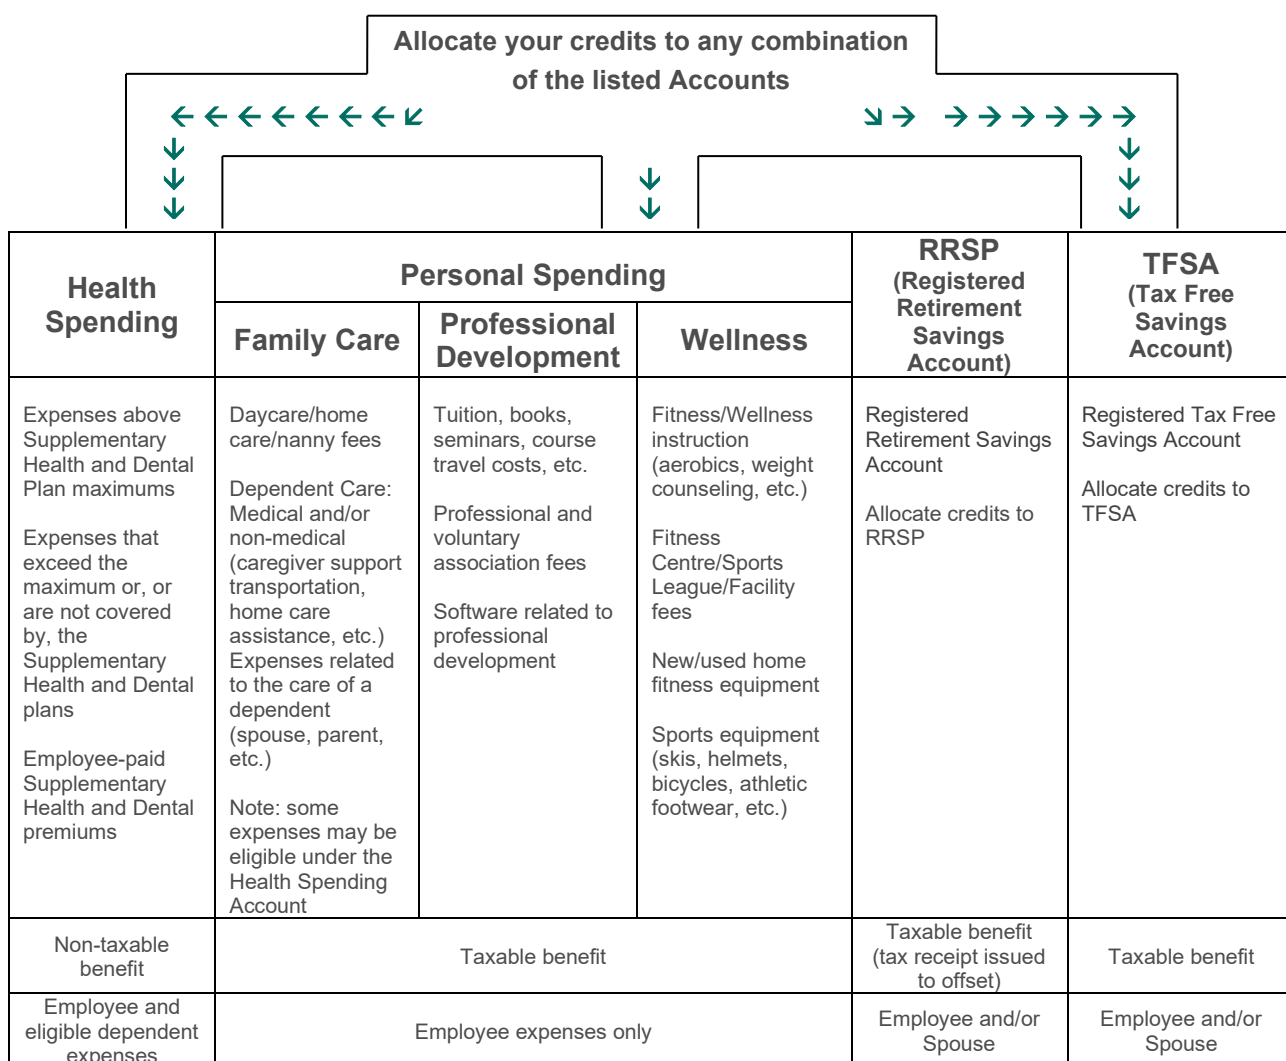 Allocate your credits to any combination
of the listed Accounts
Health
Spending
Personal Spending
Family Care
Professional
Development
Wellness
RRSP
(Registered
Retirement
Savings
Account)
TFSA
(Tax Free
Savings
Account)
Expenses above
Supplementary
Health and Dental
Plan maximums
Expenses that
exceed the
maximum or, or
are not covered
by, the
Supplementary
Health and Dental
plans
Employee-paid
Supplementary
Health and Dental
premiums
Daycare/home
care/nanny fees
Dependent Care:
Medical and/or
non-medical
(caregiver support
transportation,
home care
assistance, etc.)
Expenses related
to the care of a
dependent
(spouse, parent,
etc.)
Note: some
expenses may be
eligible under the
Health Spending
Account
Tuition, books,
seminars, course
travel costs, etc.
Professional and
voluntary
association fees
Software related to
professional
development
Fitness/Wellness
instruction
(aerobics, weight
counseling, etc.)
Fitness
Centre/Sports
League/Facility
fees
New/used home
fitness equipment
Sports equipment
(skis, helmets,
bicycles, athletic
footwear, etc.)
Registered
Retirement Savings
Account
Allocate credits to
RRSP
Registered Tax Free
Savings Account
Allocate credits to
TFSA
Non-taxable
benefit
Taxable benefit
Taxable benefit
(tax receipt issued
to offset)
Taxable benefit
Employee and
eligible dependent
expenses
Employee expenses only
Employee and/or
Spouse
Employee and/or
Spouse